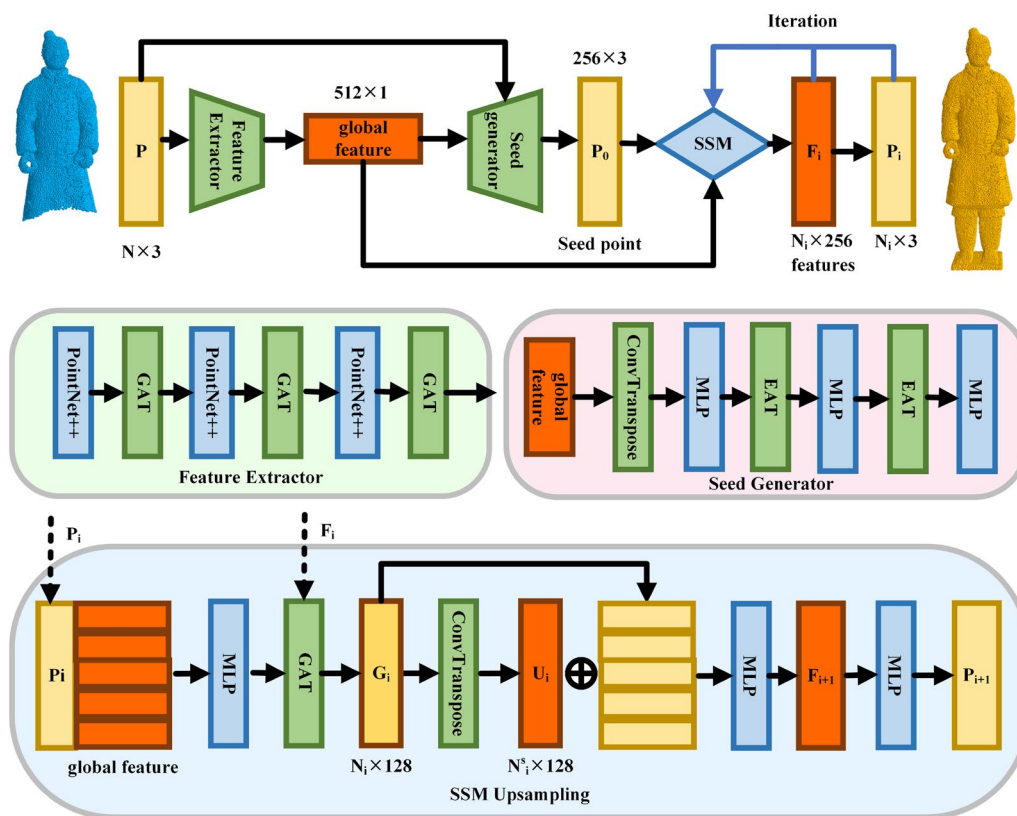 Iteration
256×3
512×1
P
Feature
Extractor
global
feature
Seed
generator
P₀
SSM
Fᵢ
Pᵢ
N×3
Seed point
Nᵢ×256
features
Nᵢ×3
PointNet++
GAT
PointNet++
GAT
PointNet++
GAT
Feature Extractor
global
feature
ConvTranspose
MLP
EAT
MLP
EAT
MLP
Seed Generator
Pᵢ
Fᵢ
Pi
MLP
GAT
Gᵢ
ConvTranspose
Uᵢ
MLP
Fᵢ₊₁
MLP
Pᵢ₊₁
global feature
Nᵢ×128
Nˢᵢ×128
SSM Upsampling